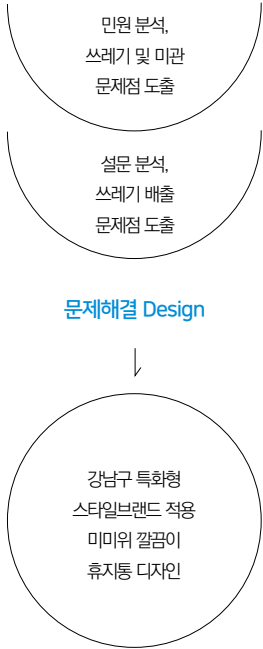 민원 분석,
쓰레기 및 미관
문제점 도출
설문 분석,
쓰레기 배출
문제점 도출
문제해결 Design
강남구 특화형
스타일브랜드 적용
미미위 깔끔이
휴지통 디자인